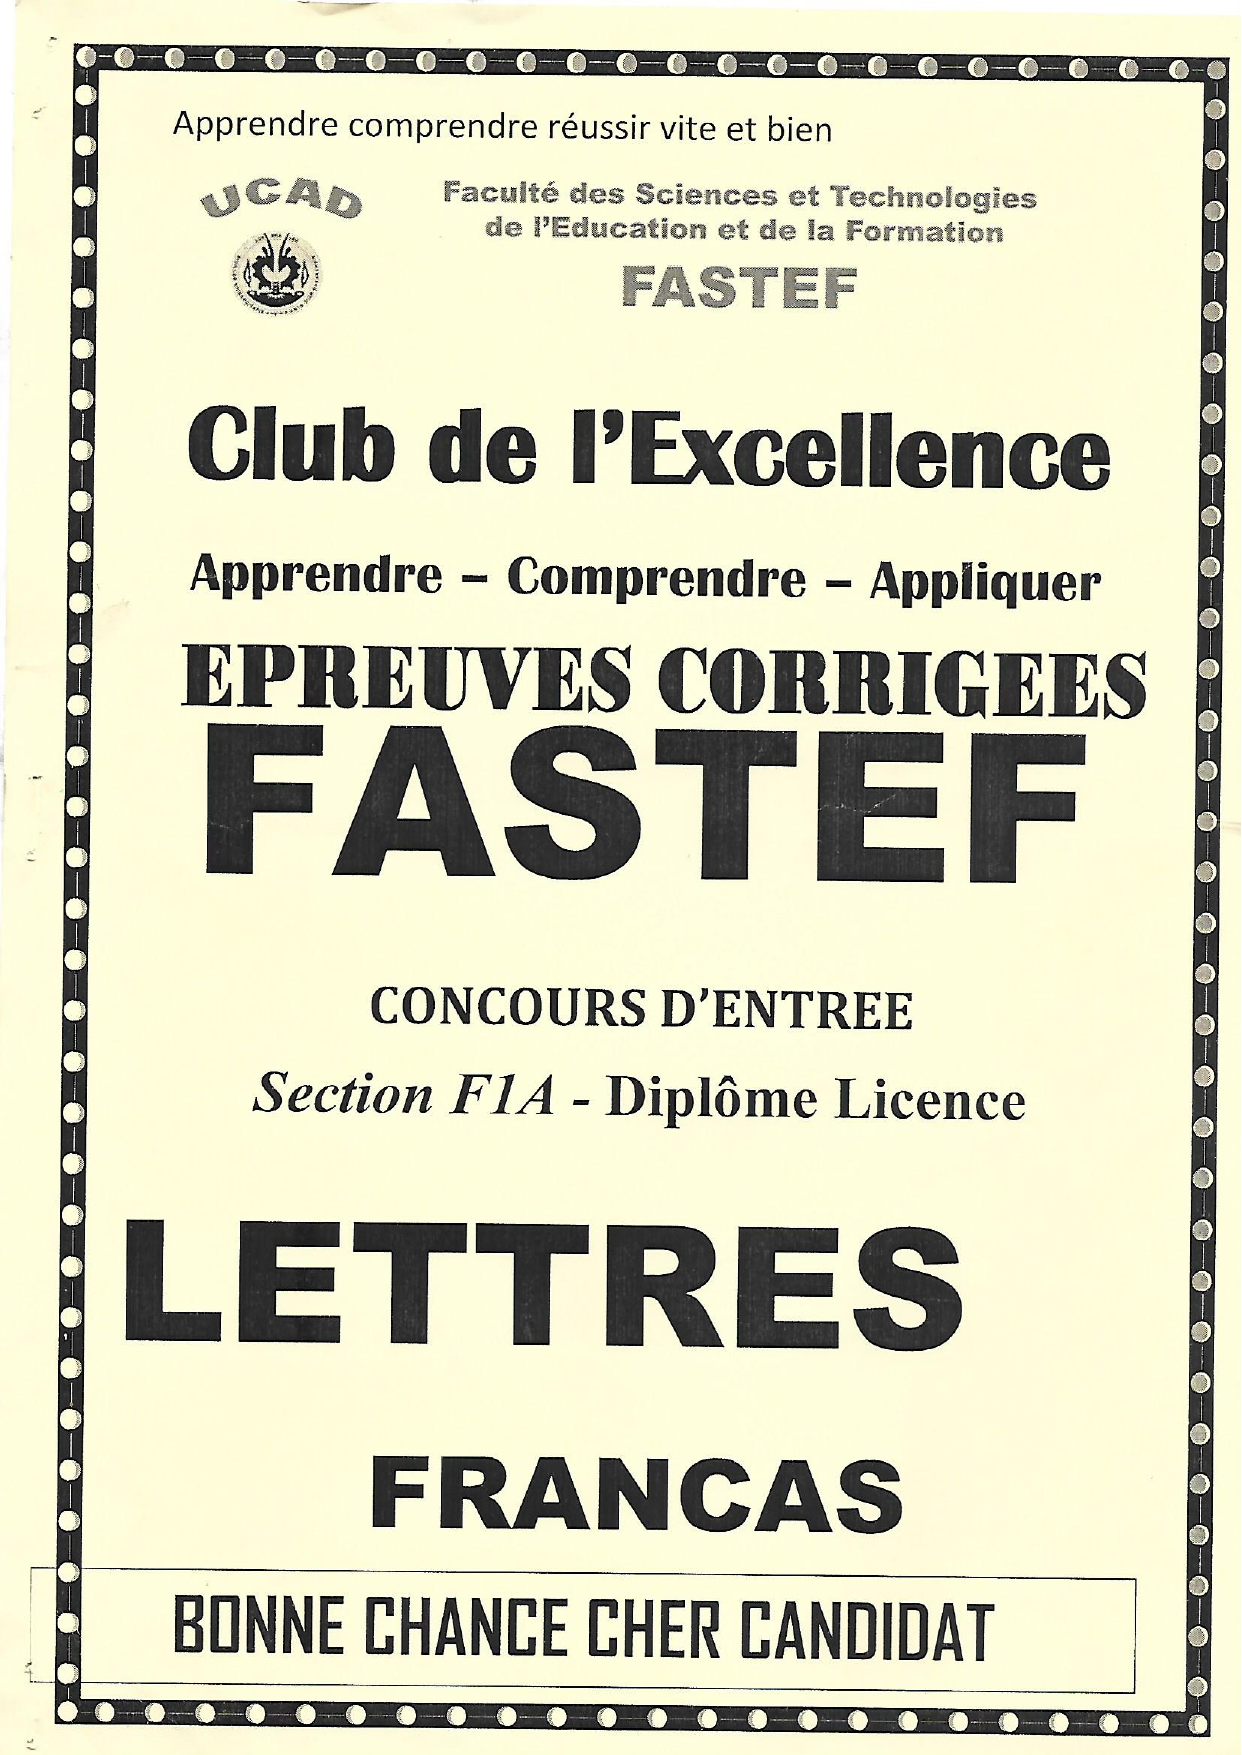 Apprendre comprendre réussir vite et bien
UCAD
Faculté des Sciences et Technologies
de l'Education et de la Formation
FASTEF
Club de l'Excellence
Apprendre – Comprendre – Appliquer
EPREUVES CORRIGEES
FASTEF
CONCOURS D'ENTREE
Section F1A - Diplôme Licence
LETTRES
FRANCAS
BONNE CHANCE CHER CANDIDAT